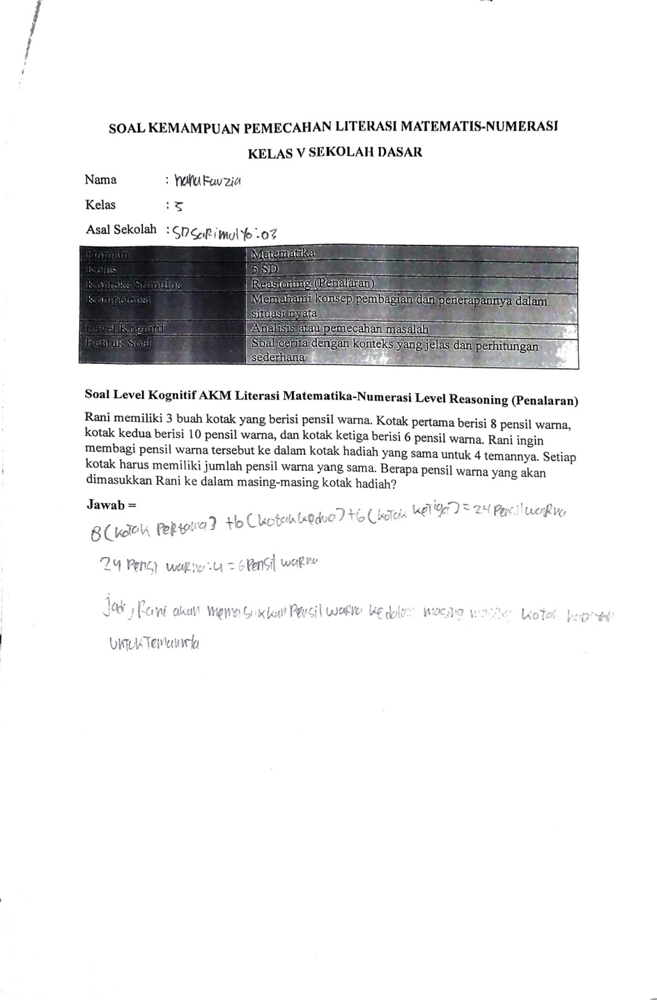 SOAL KEMAMPUAN PEMECAHAN LITERASI MATEMATIS-NUMERASI
KELAS V SEKOLAH DASAR
Nama :
Kelas : 5
Asal Sekolah : SD SaRimulyo:03
Domain Matematika
Kelas 5 SD
Konteks Stimulus Reasioning (Penalaran)
Kompetensi Memahami konsep pembagian dan penerapannya dalam
situasi nyata
Level Kognitif Analisis atau pemecahan masalah
Bentuk Soal Soal cerita dengan konteks yang jelas dan perhitungan
sederhana
Soal Level Kognitif AKM Literasi Matematika-Numerasi Level Reasoning (Penalaran)
Rani memiliki 3 buah kotak yang berisi pensil warna. Kotak pertama berisi 8 pensil warna,
kotak kedua berisi 10 pensil warna, dan kotak ketiga berisi 6 pensil warna. Rani ingin
membagi pensil warna tersebut ke dalam kotak hadiah yang sama untuk 4 temannya. Setiap
kotak harus memiliki jumlah pensil warna yang sama. Berapa pensil warna yang akan
dimasukkan Rani ke dalam masing-masing kotak hadiah?
Jawab =
8 (kotak Pertama) +10 (kotak kedua) +6 (kotak ketiga) = 24 Pensil waRna
24 Pensi waRna:4 = 6 Pensil waRna
jadi, Rani akan memasukkan Pensil waRna kedalam masing masing kotak
untuk